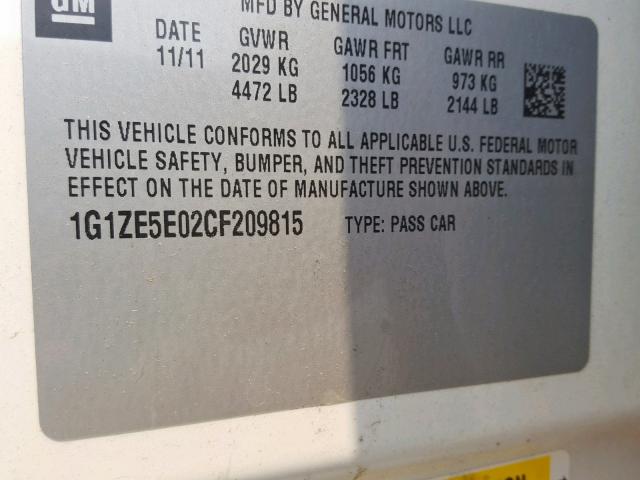 GM
MFD BY GENERAL MOTORS LLC
DATE GVWR GAWR FRT GAWR RR
11/11 2029 KG 1056 KG 973 KG
4472 LB 2328 LB 2144 LB
THIS VEHICLE CONFORMS TO ALL APPLICABLE U.S. FEDERAL MOTOR
VEHICLE SAFETY, BUMPER, AND THEFT PREVENTION STANDARDS IN
EFFECT ON THE DATE OF MANUFACTURE SHOWN ABOVE.
1G1ZE5E02CF209815 TYPE: PASS CAR